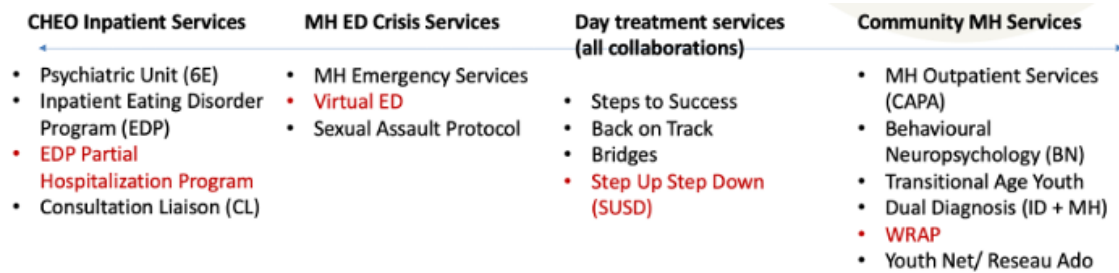 CHEO Inpatient Services
• Psychiatric Unit (6E)
• Inpatient Eating Disorder
Program (EDP)
• EDP Partial
Hospitalization Program
• Consultation Liaison (CL)
MH ED Crisis Services
• MH Emergency Services
• Virtual ED
• Sexual Assault Protocol
Day treatment services
(all collaborations)
• Steps to Success
• Back on Track
• Bridges
• Step Up Step Down
(SUSD)
Community MH Services
• MH Outpatient Services
(CAPA)
• Behavioural
Neuropsychology (BN)
• Transitional Age Youth
• Dual Diagnosis (ID + MH)
• WRAP
• Youth Net/ Reseau Ado